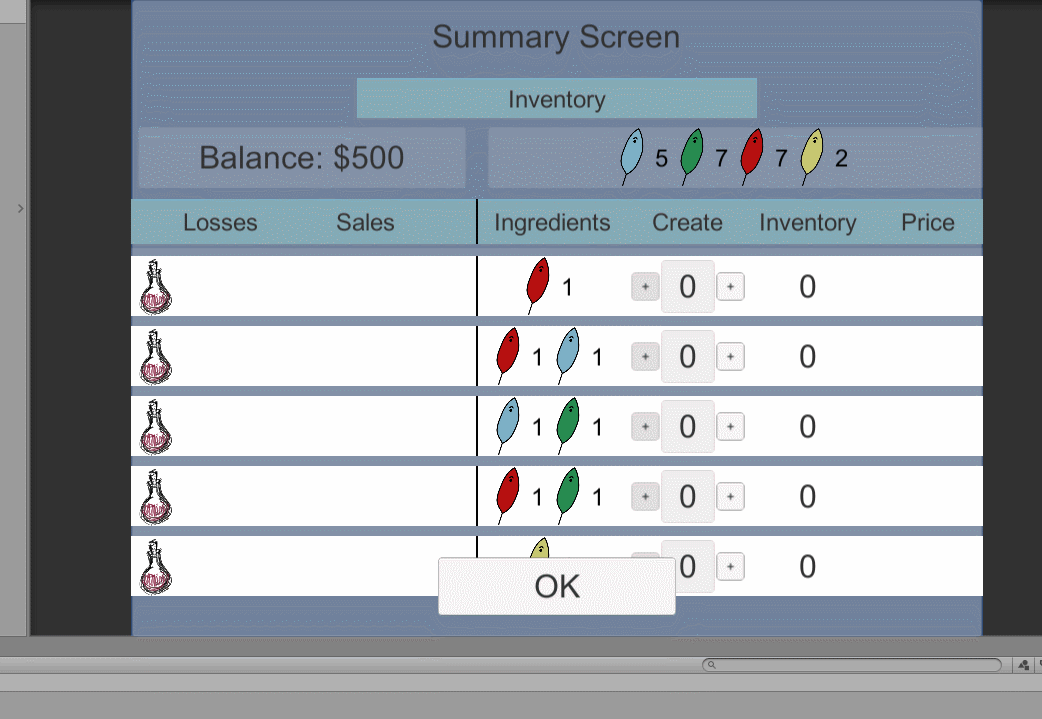 Summary Screen
Inventory
Balance: $500 5 7 7 2
Losses Sales Ingredients Create Inventory Price
1 + 0 + 0
1 1 + 0 + 0
1 1 + 0 + 0
1 1 + 0 + 0
0 + 0
OK